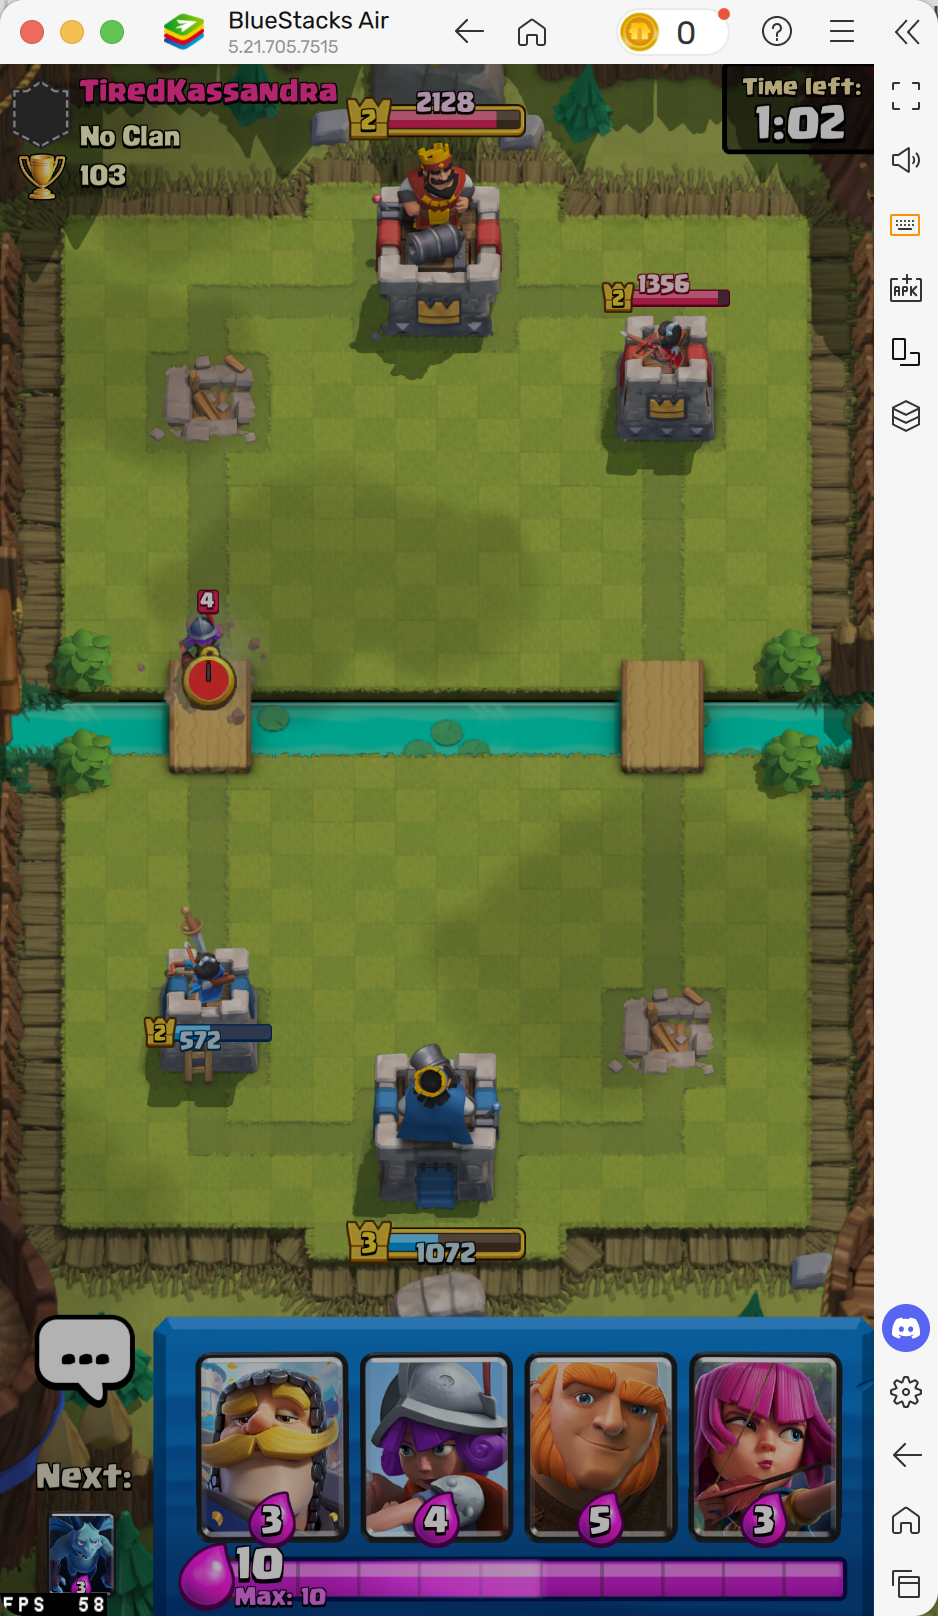 BlueStacks Air
5.21.705.7515
0
TiredKassandra
No Clan
103
2
2128
Time left:
1:02
2
1356
4
2
572
3
1072
...
Next:
3
3
4
5
3
10
Max: 10
FPS 58
APK